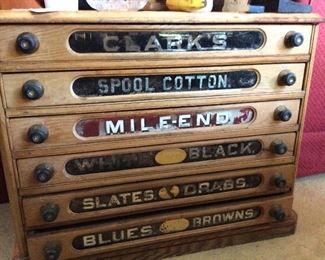 CLARK'S
SPOOL COTTON.
MILE-END
WHITE BLACK.
SLATES DRABS.
BLUES BROWNS.